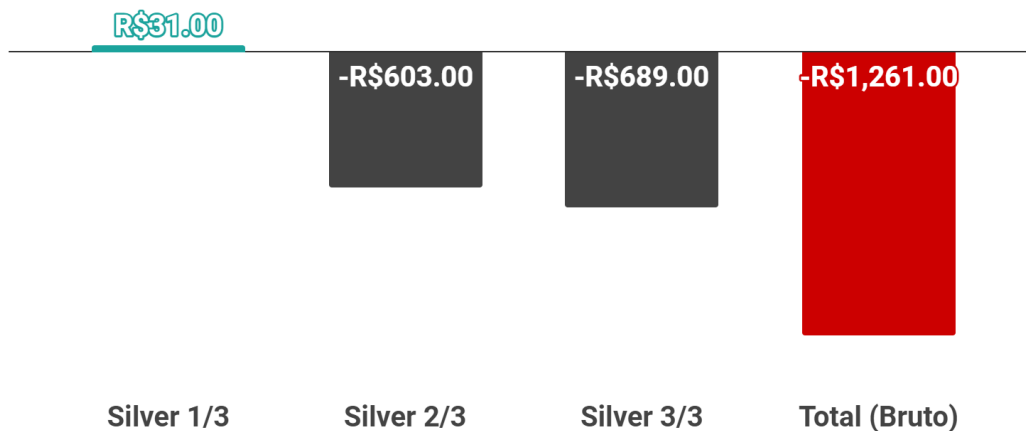 R$31.00
-R$603.00 -R$689.00 -R$1,261.00
Silver 1/3 Silver 2/3 Silver 3/3 Total (Bruto)